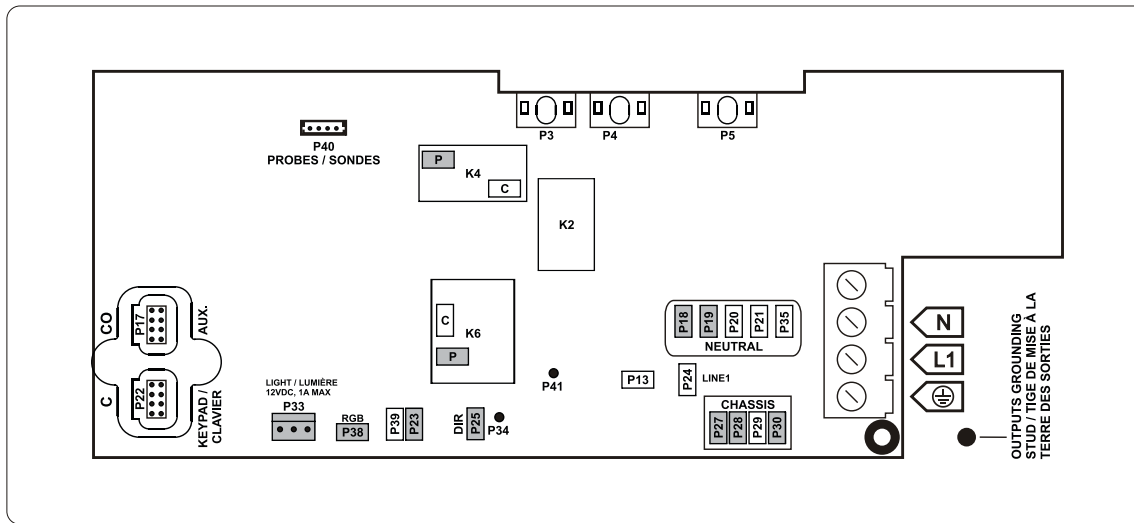 P3
P4
P5
P40
PROBES / SONDES
P
K4
C
K2
CO
P17
AUX.
C
P22
KEYPAD /
CLAVIER
C
K6
P
P18
P19
P20
P21
P35
NEUTRAL
N
L1
P41
P13
P24
LINE1
LIGHT / LUMIÈRE
12VDC, 1A MAX
P33
RGB
P38
P39
P23
DIR
P25
P34
CHASSIS
P27
P28
P29
P30
OUTPUTS GROUNDING
STUD / TIGE DE MISE À LA
TERRE DES SORTIES